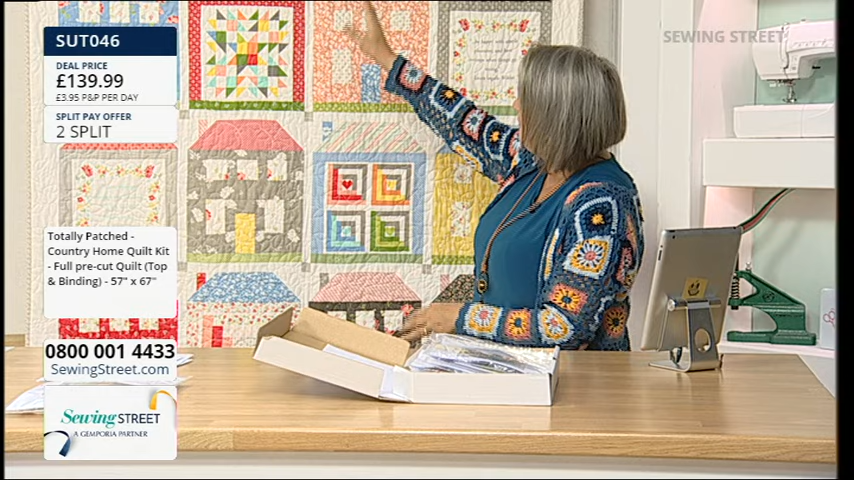 SUT046
DEAL PRICE
£139.99
£3.95 P&P PER DAY
SPLIT PAY OFFER
2 SPLIT
Totally Patched -
Country Home Quilt Kit
- Full pre-cut Quilt (Top
& Binding) - 57" x 67"
0800 001 4433
SewingStreet.com
Sewing STREET
A GEMPORIA PARTNER
SEWING STREET